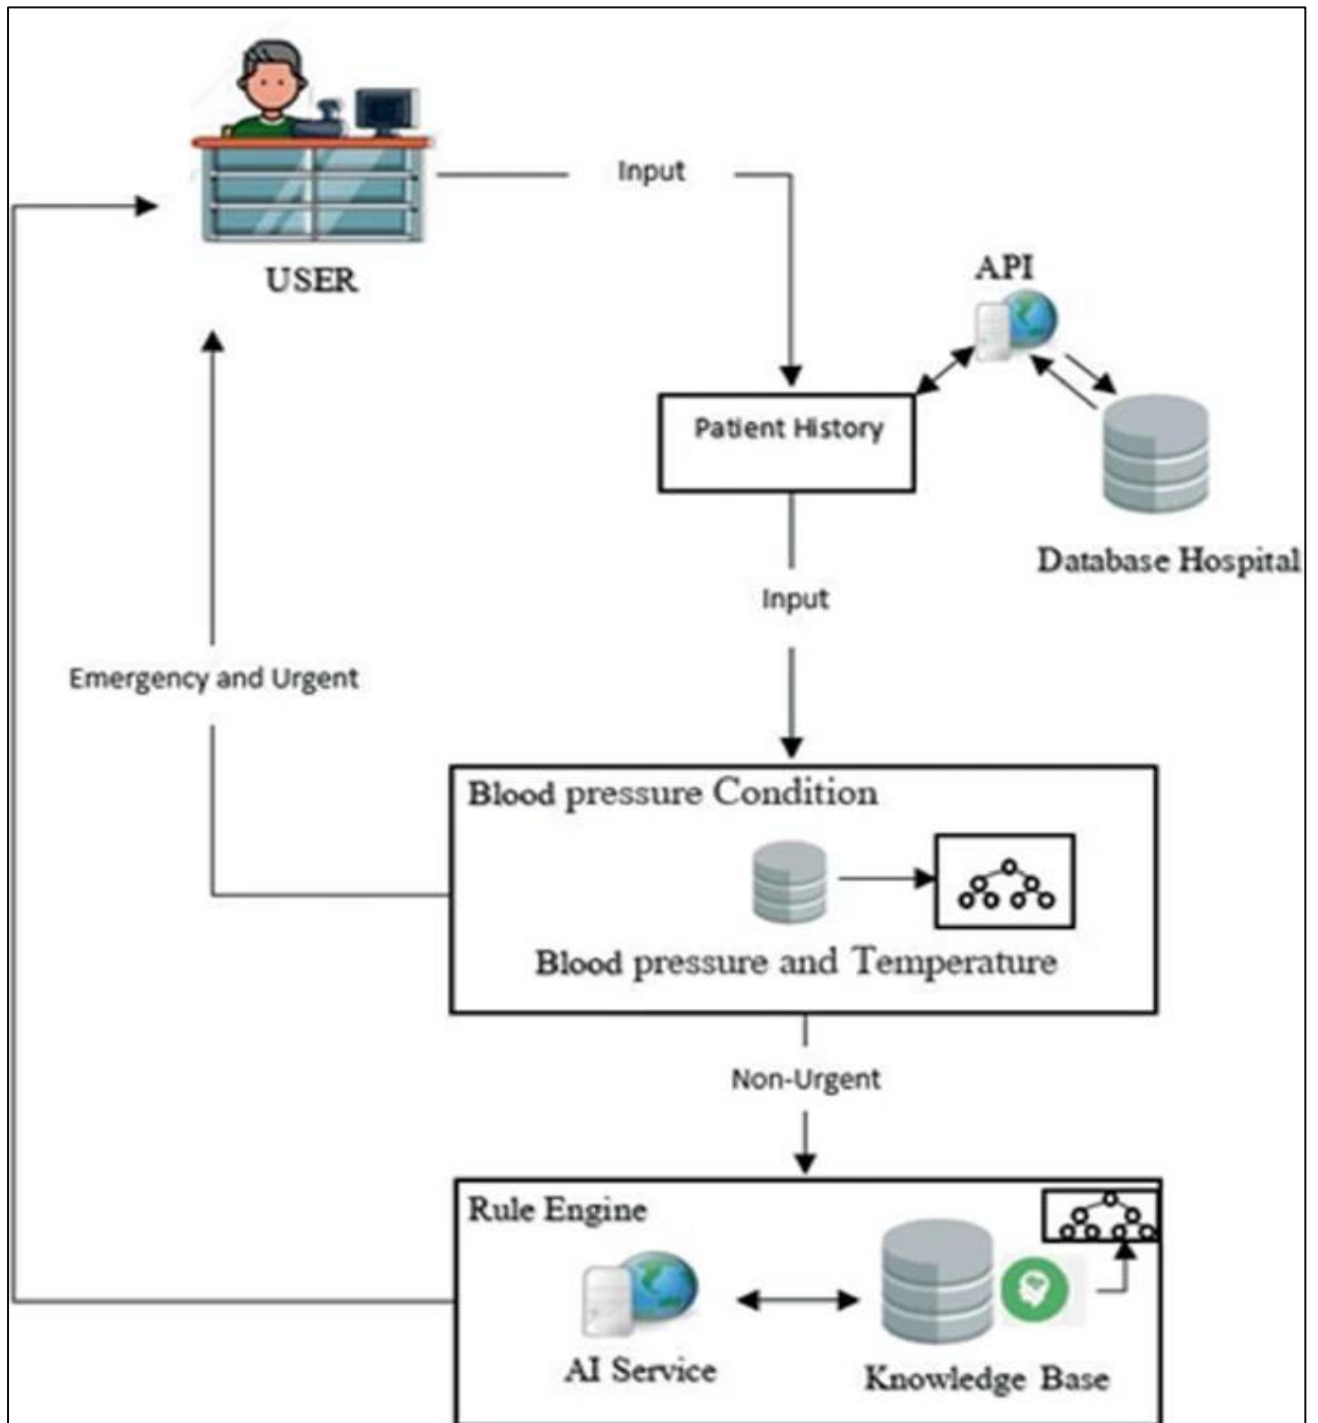 Input
USER
API
Patient History
Database Hospital
Input
Emergency and Urgent
Blood pressure Condition
Blood pressure and Temperature
Non-Urgent
Rule Engine
AI Service
Knowledge Base